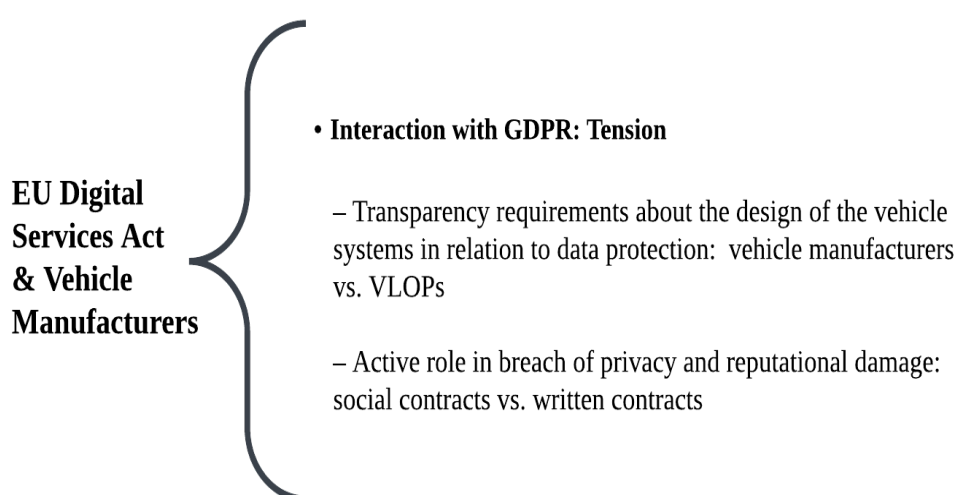 EU Digital
Services Act
& Vehicle
Manufacturers
• Interaction with GDPR: Tension
– Transparency requirements about the design of the vehicle
systems in relation to data protection:  vehicle manufacturers
vs. VLOPs
– Active role in breach of privacy and reputational damage:
social contracts vs. written contracts